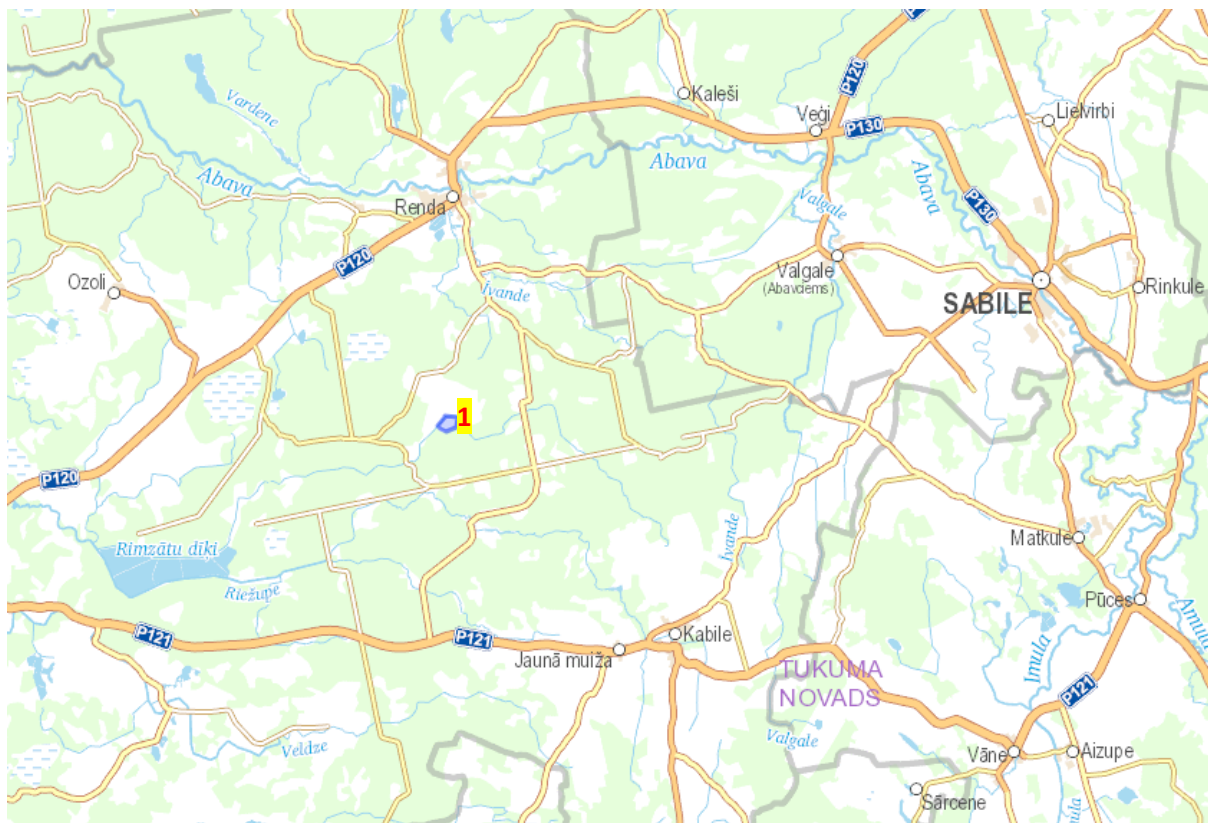 P120
Kaleši
Vardene
P120
Veģi
P130
Lielvirbi
Abava
Abava
Abava
Valgale
P130
Renda
P120
Valgale
(Abavciems)
Ozoli
Īvande
SABILE
Rinkule
1
P120
Īvande
Matkule
Rimzātu dīķi
Riežupe
Pūces
Amula
P121
P121
Kabile
Jaunā muiža
TUKUMA
NOVADS
Imula
P121
Veldze
Valgale
Vāne
Aizupe
Sārcene